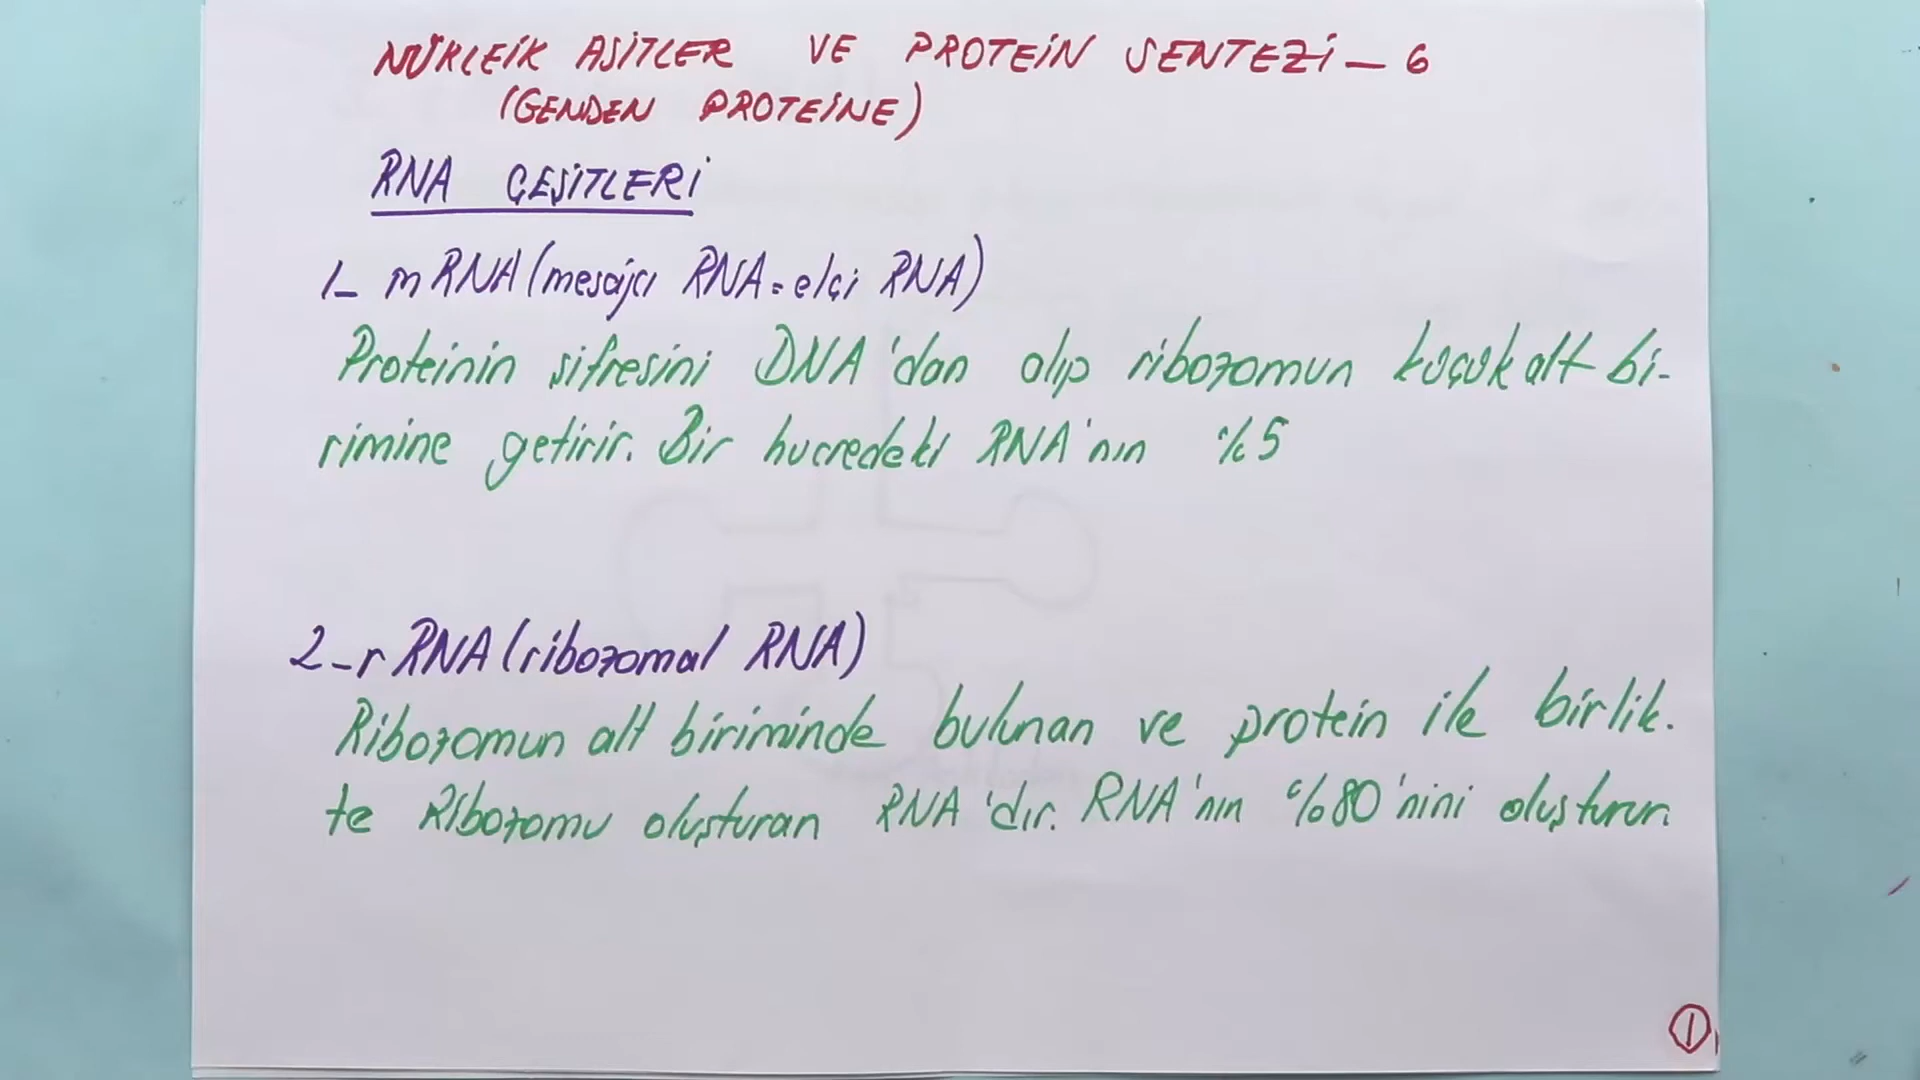 NÜKLEİK ASİTLER VE PROTEİN SENTEZİ - 6
(GENDEN PROTEİNE)
RNA ÇEŞİTLERİ
1- mRNA (mesajcı RNA = elçi RNA)
Proteinin şifresini DNA'dan alıp ribozomun küçük alt bi-
rimine getirir. Bir hücredeki RNA'nın %5
2- rRNA (ribozomal RNA)
Ribozomun alt biriminde bulunan ve protein ile birlik-
te Ribozomu oluşturan RNA'dır. RNA'nın %80'nini oluşturur.
1